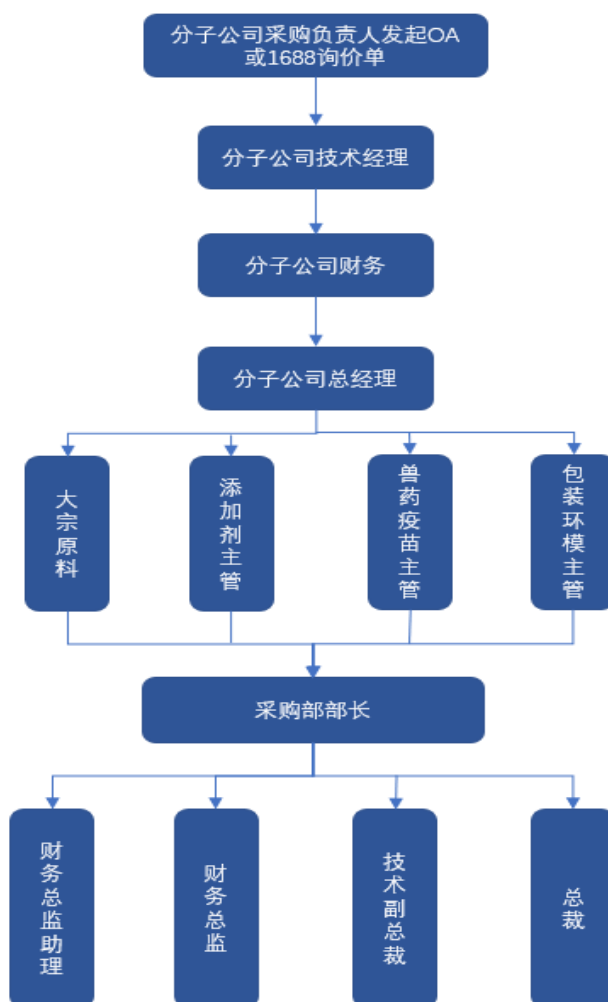 分子公司采购负责人发起OA
或1688询价单
分子公司技术经理
分子公司财务
分子公司总经理
大宗原料
添加剂主管
兽药疫苗主管
包装环模主管
采购部部长
财务总监助理
财务总监
技术副总裁
总裁